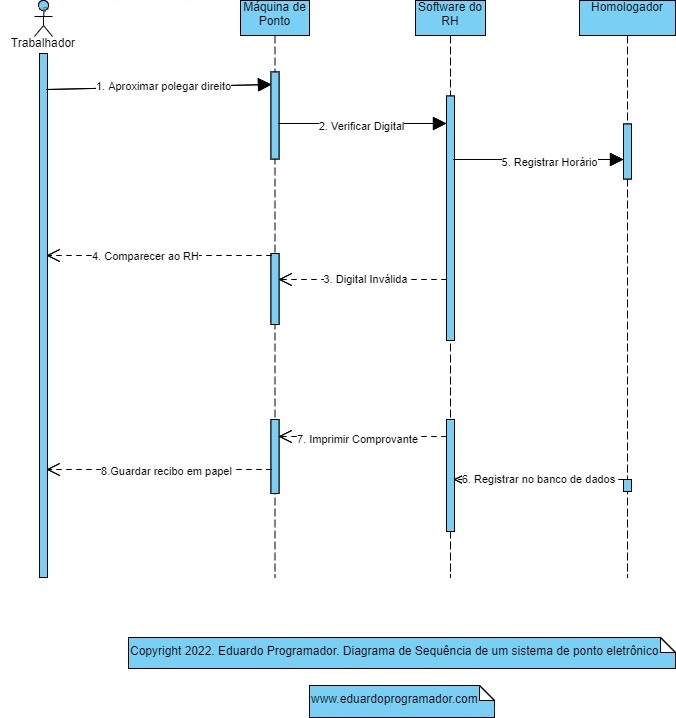 Máquina de
Ponto
Software do
RH
Homologador
Trabalhador
1. Aproximar polegar direito
2. Verificar Digital
5. Registrar Horário
4. Comparecer ao RH
3. Digital Inválida
7. Imprimir Comprovante
8.Guardar recibo em papel
6. Registrar no banco de dados
Copyright 2022. Eduardo Programador. Diagrama de Sequência de um sistema de ponto eletrônico
www.eduardoprogramador.com